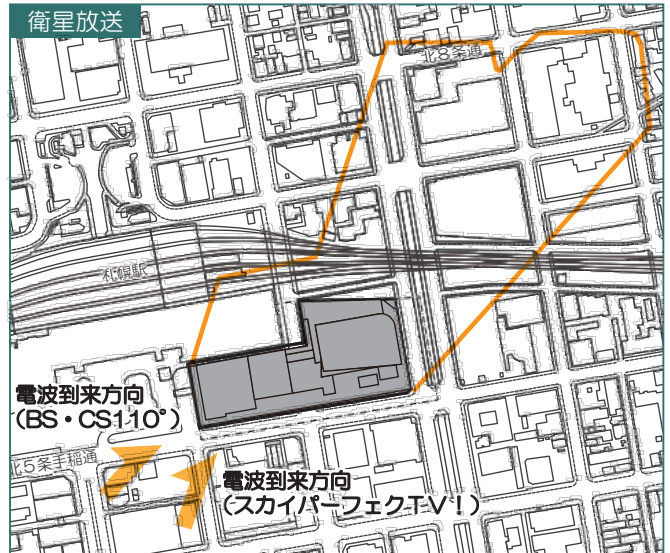 衛星放送
北8条通
札幌駅
電波到来方向
(BS・CS110°)
北5条手稲通
電波到来方向
(スカイパーフェクTV!)